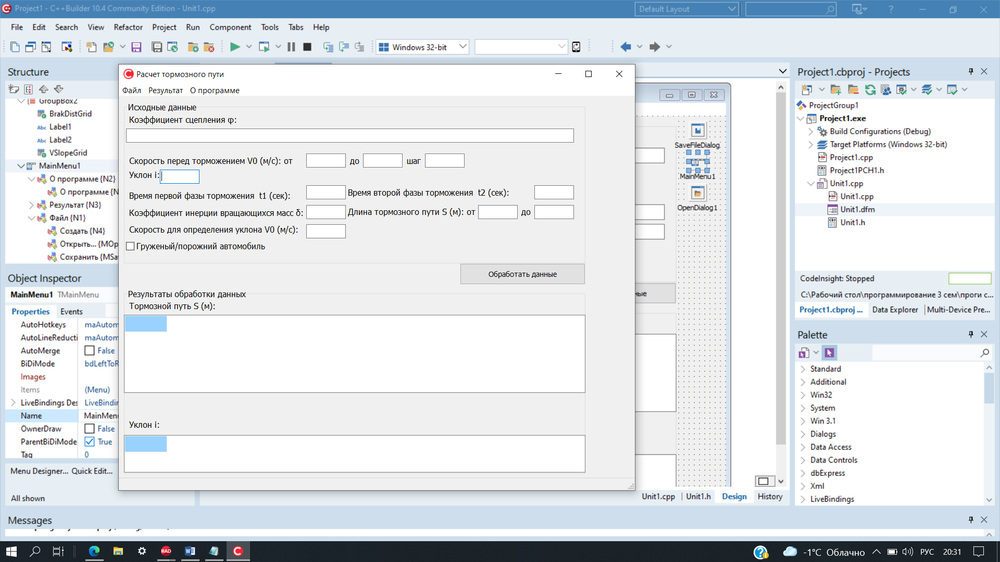 Project1 - C++Builder 10.4 Community Edition - Unit1.cpp
Default Layout
?
File Edit Search View Refactor Project Run Component Tools Tabs Help
Windows 32-bit
Structure
GroupBox2
BrakDistGrid
Abc Label1
Abc Label2
VSlopeGrid
MainMenu1
О программе {N2}
О программе {N
Результат {N3}
Файл {N1}
Создать {N4}
Открыть... {MOp
Сохранить {MSa
Object Inspector
MainMenu1 TMainMenu
Properties Events
AutoHotkeys maAutom
AutoLineReducti maAutom
AutoMerge False
BiDiMode bdLeftToR
Images
Items (Menu)
LiveBindings Des LiveBindin
Name MainMenu
OwnerDraw False
ParentBiDiMode True
Tag 0
Menu Designer... Quick Edit...
All shown
Расчет тормозного пути
Файл Результат О программе
Исходные данные
Коэффициент сцепления φ:
Скорость перед торможением V0 (м/с): от до шаг
Уклон i:
Время первой фазы торможения t1 (сек): Время второй фазы торможения t2 (сек):
Коэффициент инерции вращающихся масс δ: Длина тормозного пути S (м): от до
Скорость для определения уклона V0 (м/с):
Груженый/порожний автомобиль
Обработать данные
Результаты обработки данных
Тормозной путь S (м):
Уклон i:
SaveFileDialog
MainMenu1
OpenDialog1
ные
Unit1.cpp Unit1.h Design History
Project1.cbproj - Projects
ProjectGroup1
Project1.exe
Build Configurations (Debug)
Target Platforms (Windows 32-bit)
Project1.cpp
Project1PCH1.h
Unit1.cpp
Unit1.cpp
Unit1.dfm
Unit1.h
CodeInsight: Stopped
C:\Рабочий стол\программирование 3 сем\проги с...
Project1.cbproj ... Data Explorer Multi-Device Pre...
Palette
Standard
Additional
Win32
System
Win 3.1
Dialogs
Data Access
Data Controls
dbExpress
Xml
LiveBindings
Messages
RAD
-1°C Облачно РУС 20:31